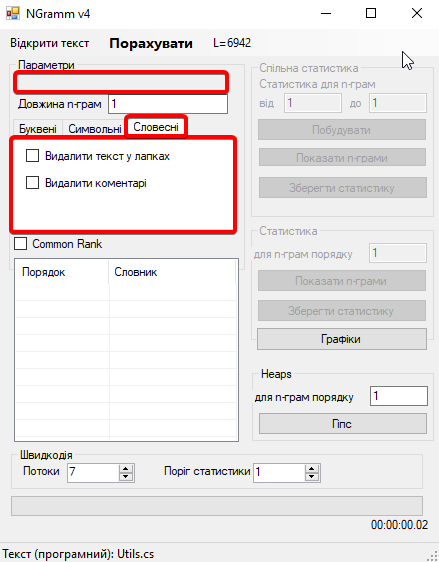 NGramm v4
Відкрити текст Порахувати L=6942
Параметри
Довжина n-грам 1
Буквені Символьні Словесні
Видалити текст у лапках
Видалити коментарі
Common Rank
Порядок Словник
Спільна статистика
Статистика для n-грам
від 1 до 1
Побудувати
Показати n-грами
Зберегти статистику
Статистика
для n-грам порядку 1
Показати n-грами
Зберегти статистику
Графіки
Heaps
для n-грам порядку 1
Гіпс
Швидкодія
Потоки 7 Поріг статистики 1
00:00:00.02
Текст (програмний): Utils.cs